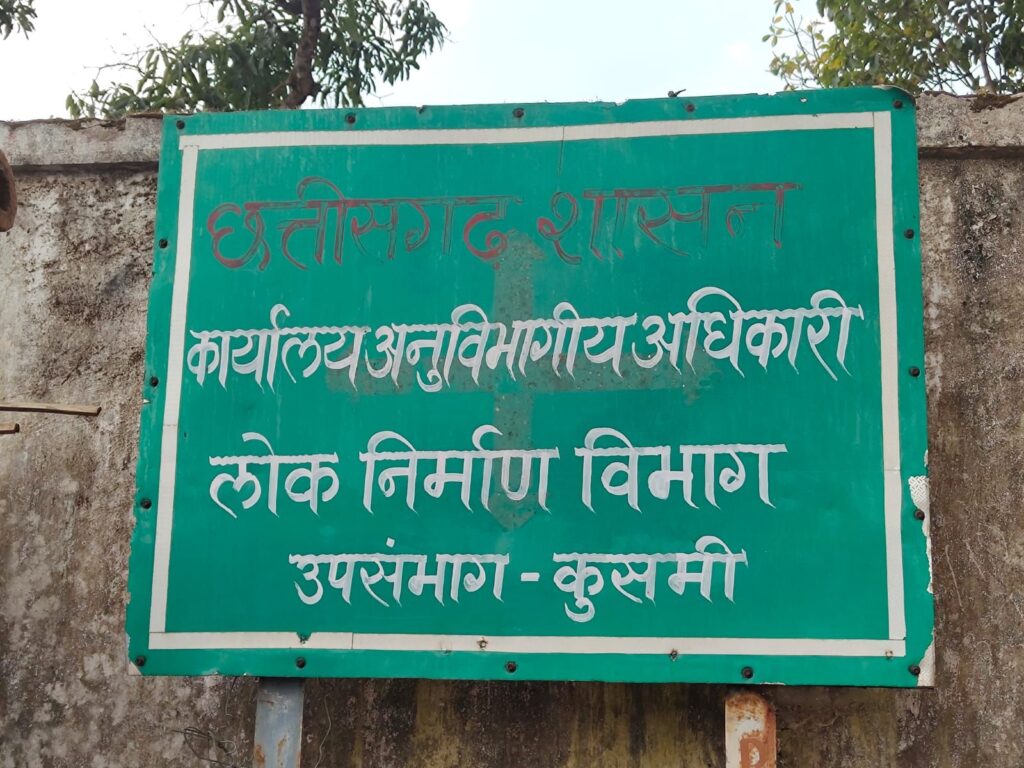 छत्तीसगढ शासन
कार्यालय अनुविभागीय अधिकारी
लोक निर्माण विभाग
उपसंभाग - कुसमी